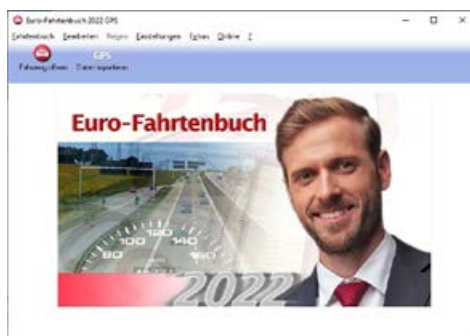 Euro-Fahrtenbuch 2022 GPS
Fahrtenbuch Bearbeiten Reisen Einstellungen Extras Online ?
GPS
Fahrzeug öffnen Daten importieren
Euro-Fahrtenbuch
80 100 120 140 160
2022